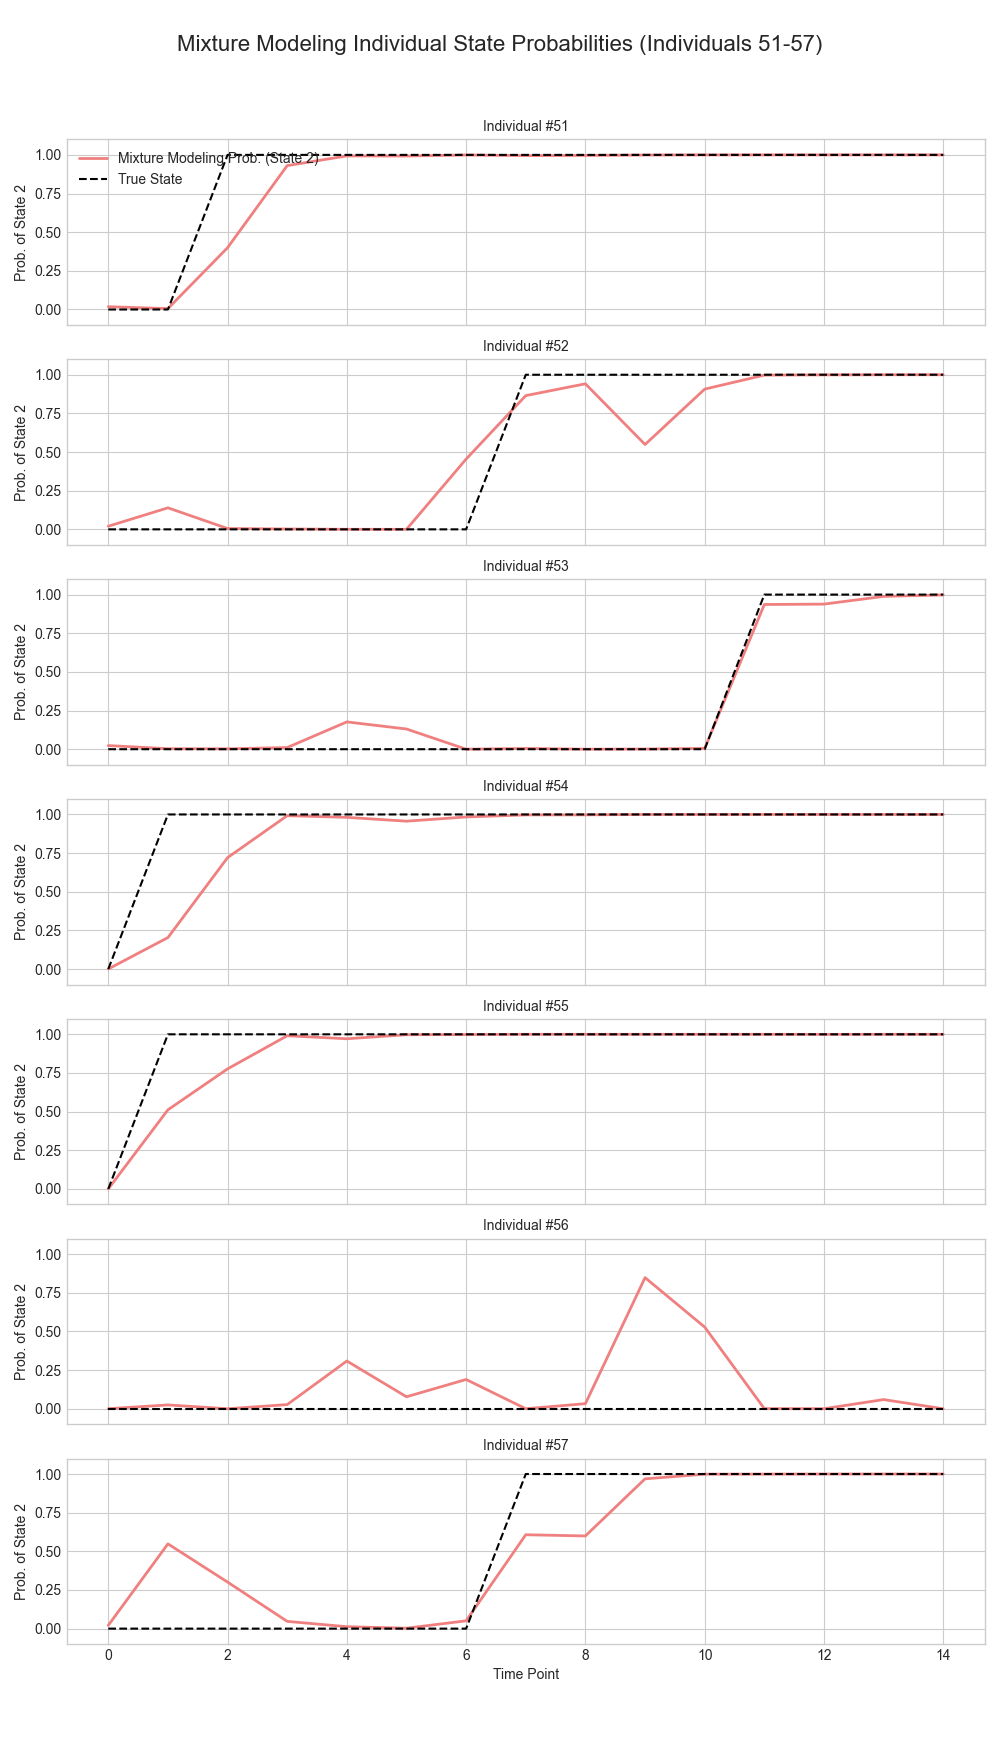 Mixture Modeling Individual State Probabilities (Individuals 51-57)
Individual #51
Mixture Modeling Prob. (State 2)
True State
Prob. of State 2
1.00
0.75
0.50
0.25
0.00
Individual #52
Prob. of State 2
1.00
0.75
0.50
0.25
0.00
Individual #53
Prob. of State 2
1.00
0.75
0.50
0.25
0.00
Individual #54
Prob. of State 2
1.00
0.75
0.50
0.25
0.00
Individual #55
Prob. of State 2
1.00
0.75
0.50
0.25
0.00
Individual #56
Prob. of State 2
1.00
0.75
0.50
0.25
0.00
Individual #57
Prob. of State 2
1.00
0.75
0.50
0.25
0.00
0 2 4 6 8 10 12 14
Time Point